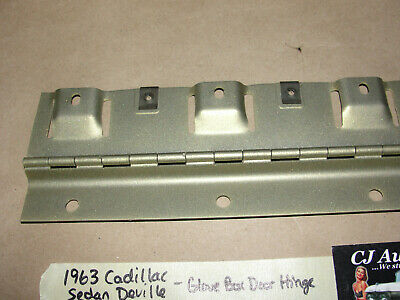 1963 Cadillac
Sedan Deville - Glove Box Door Hinge
CJ Au
...We st